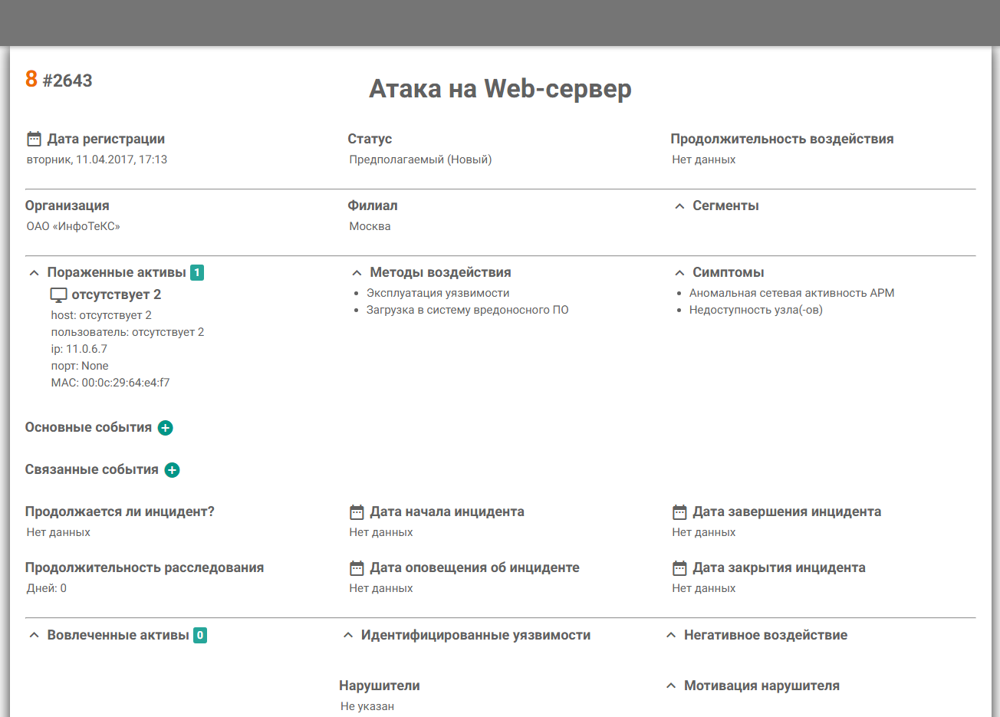 8 #2643
Атака на Web-сервер
Дата регистрации
вторник, 11.04.2017, 17:13
Статус
Предполагаемый (Новый)
Продолжительность воздействия
Нет данных
Организация
ОАО «ИнфоТеКС»
Филиал
Москва
Сегменты
Пораженные активы 1
отсутствует 2
host: отсутствует 2
пользователь: отсутствует 2
ip: 11.0.6.7
порт: None
MAC: 00:0c:29:64:e4:f7
Методы воздействия
Эксплуатация уязвимости
Загрузка в систему вредоносного ПО
Симптомы
Аномальная сетевая активность АРМ
Недоступность узла(-ов)
Основные события
Связанные события
Продолжается ли инцидент?
Нет данных
Дата начала инцидента
Нет данных
Дата завершения инцидента
Нет данных
Продолжительность расследования
Дней: 0
Дата оповещения об инциденте
Нет данных
Дата закрытия инцидента
Нет данных
Вовлеченные активы 0
Идентифицированные уязвимости
Негативное воздействие
Нарушители
Не указан
Мотивация нарушителя